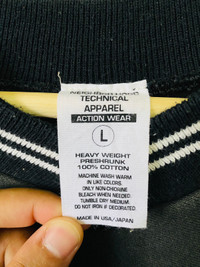 NEIGHBORHOOD
TECHNICAL
APPAREL
ACTION WEAR
L
HEAVY WEIGHT
PRESHRUNK
100% COTTON
MACHINE WASH WARM
IN LIKE COLORS.
ONLY NON-CHLORINE
BLEACH WHEN NEEDED.
TUMBLE DRY MEDIUM.
DO NOT IRON IF DECORATED.
MADE IN USA/JAPAN